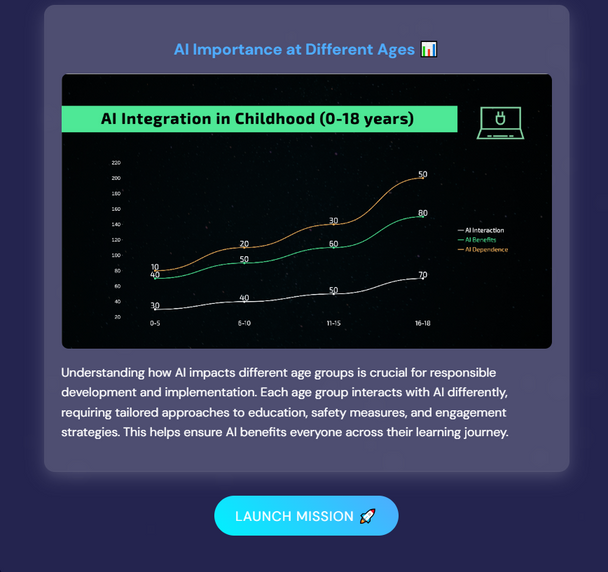 AI Importance at Different Ages 📊
AI Integration in Childhood (0-18 years)
220
200
180
160
140
120
100
80
60
40
20
10
20
30
50
40
50
60
80
30
40
50
70
0-5
6-10
11-15
16-18
AI Interaction
AI Benefits
AI Dependence
Understanding how AI impacts different age groups is crucial for responsible
development and implementation. Each age group interacts with AI differently,
requiring tailored approaches to education, safety measures, and engagement
strategies. This helps ensure AI benefits everyone across their learning journey.
LAUNCH MISSION 🚀